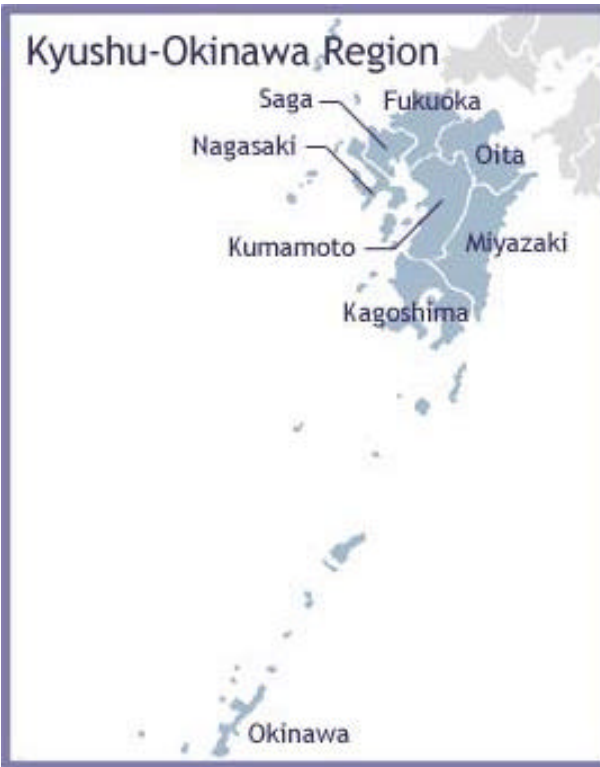 Kyushu-Okinawa Region
Saga
Fukuoka
Nagasaki
Oita
Kumamoto
Miyazaki
Kagoshima
Okinawa